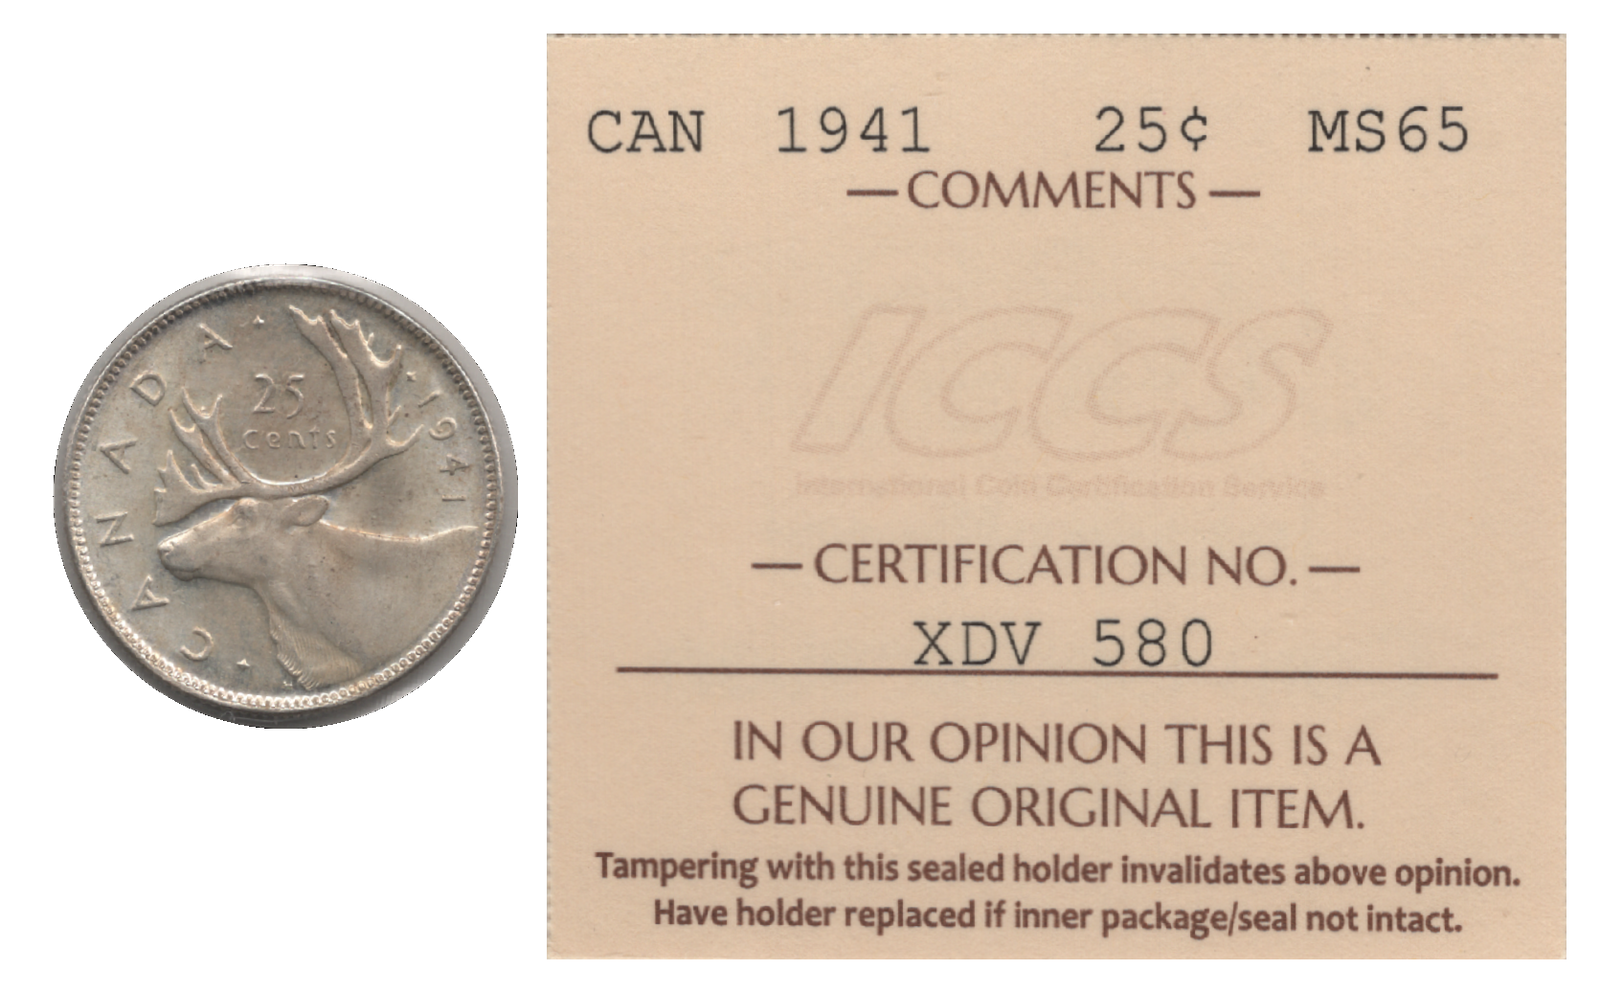 CANADA 1941
25
cents
CAN 1941 25¢ MS65
—COMMENTS—
ICCS
International Coin Certification Service
—CERTIFICATION NO.—
XDV 580
IN OUR OPINION THIS IS A
GENUINE ORIGINAL ITEM.
Tampering with this sealed holder invalidates above opinion.
Have holder replaced if inner package/seal not intact.